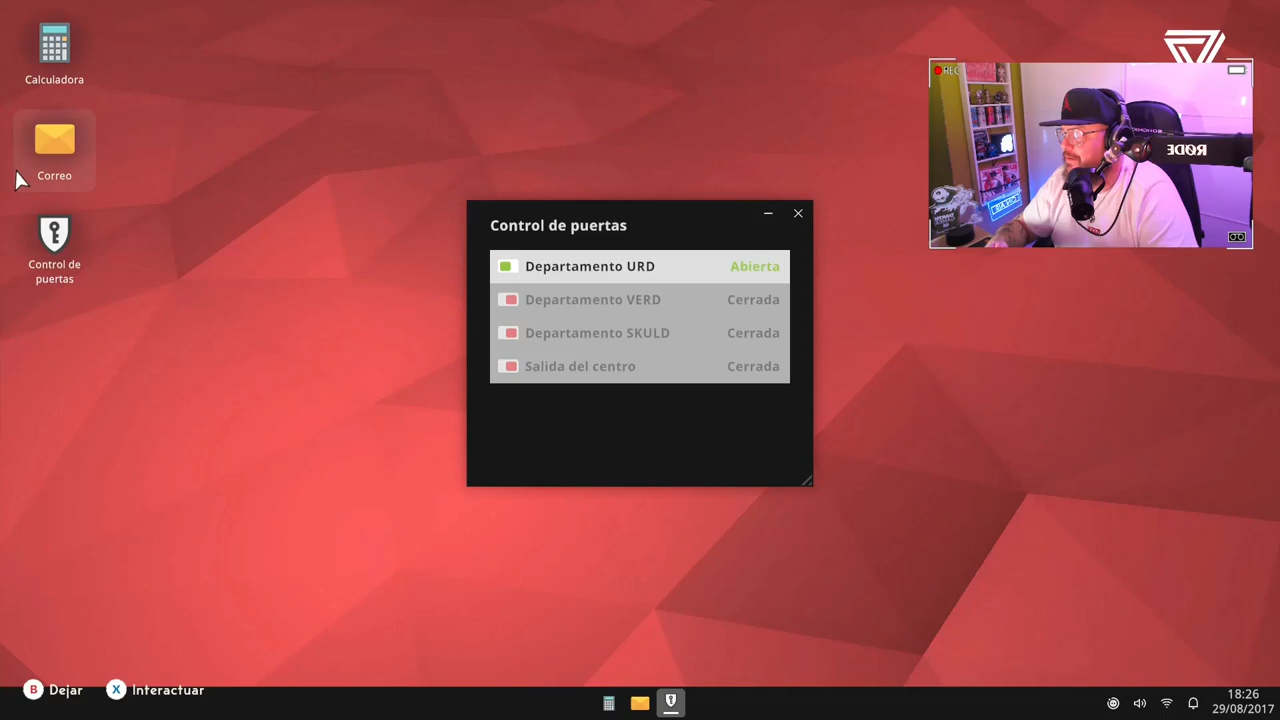 Calculadora
Correo
Control de
puertas
REC
RØDE
Control de puertas
Departamento URD Abierta
Departamento VERD Cerrada
Departamento SKULD Cerrada
Salida del centro Cerrada
B Dejar X Interactuar
18:26
29/08/2017